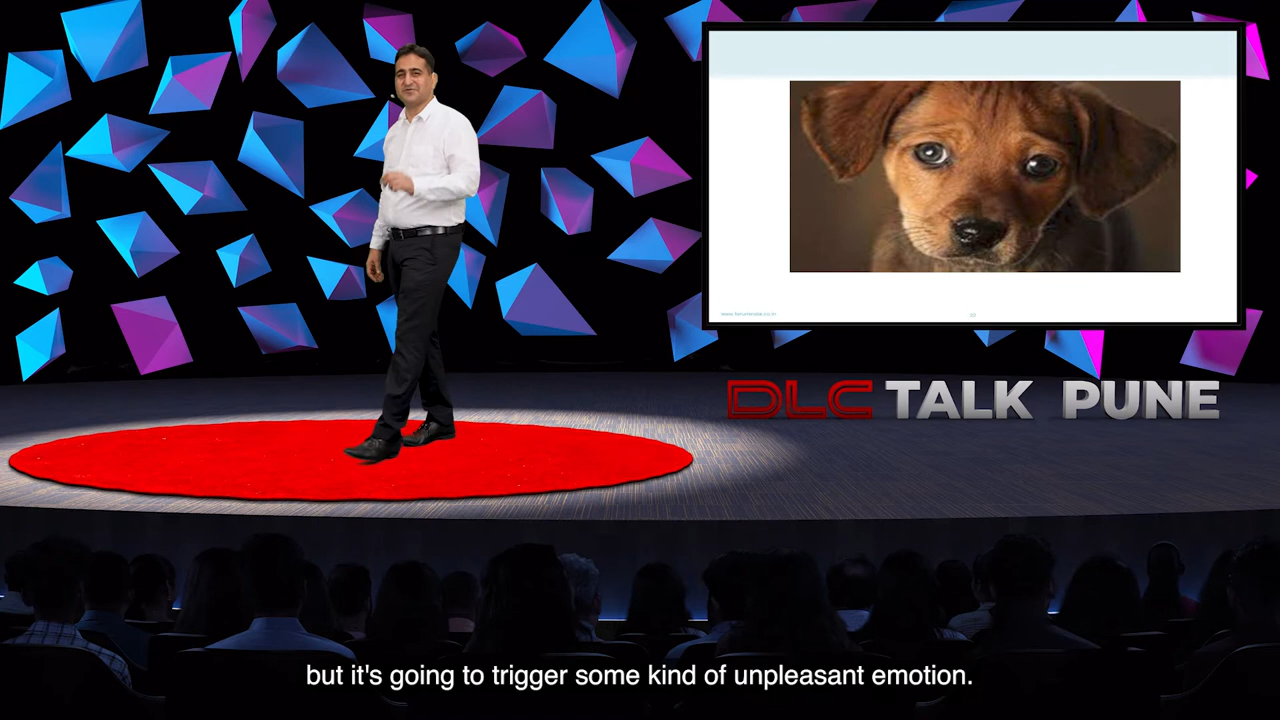 DLC TALK PUNE
but it's going to trigger some kind of unpleasant emotion.